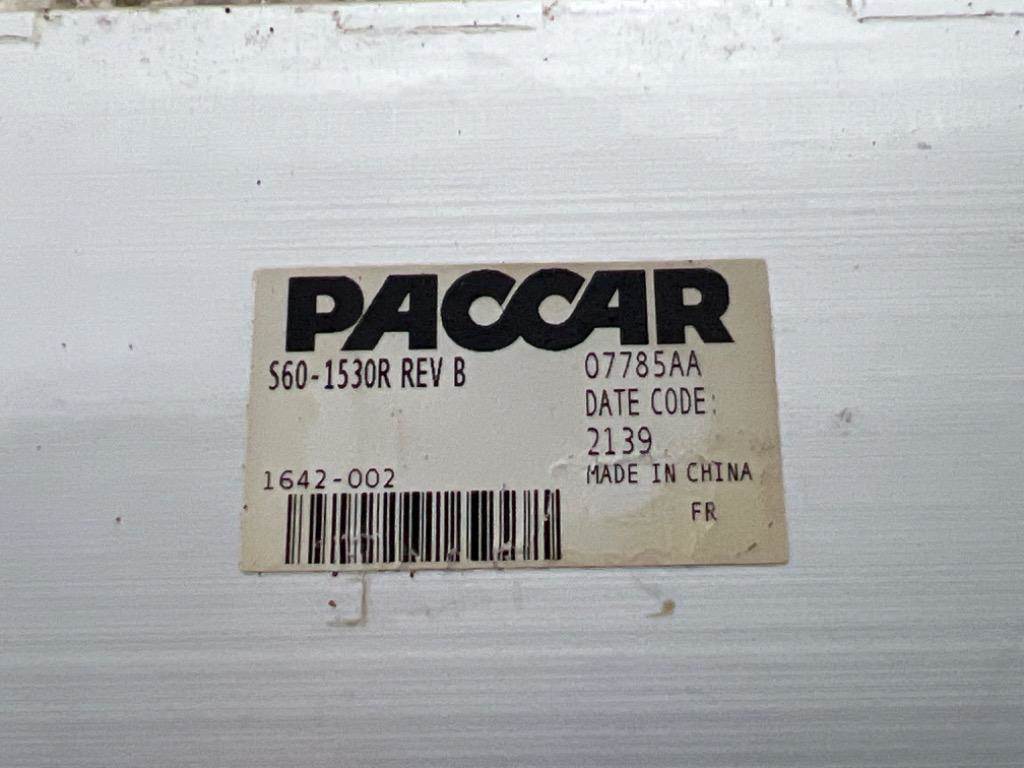 PACCAR
S60-1530R REV B
07785AA
DATE CODE:
2139
MADE IN CHINA
1642-002
FR